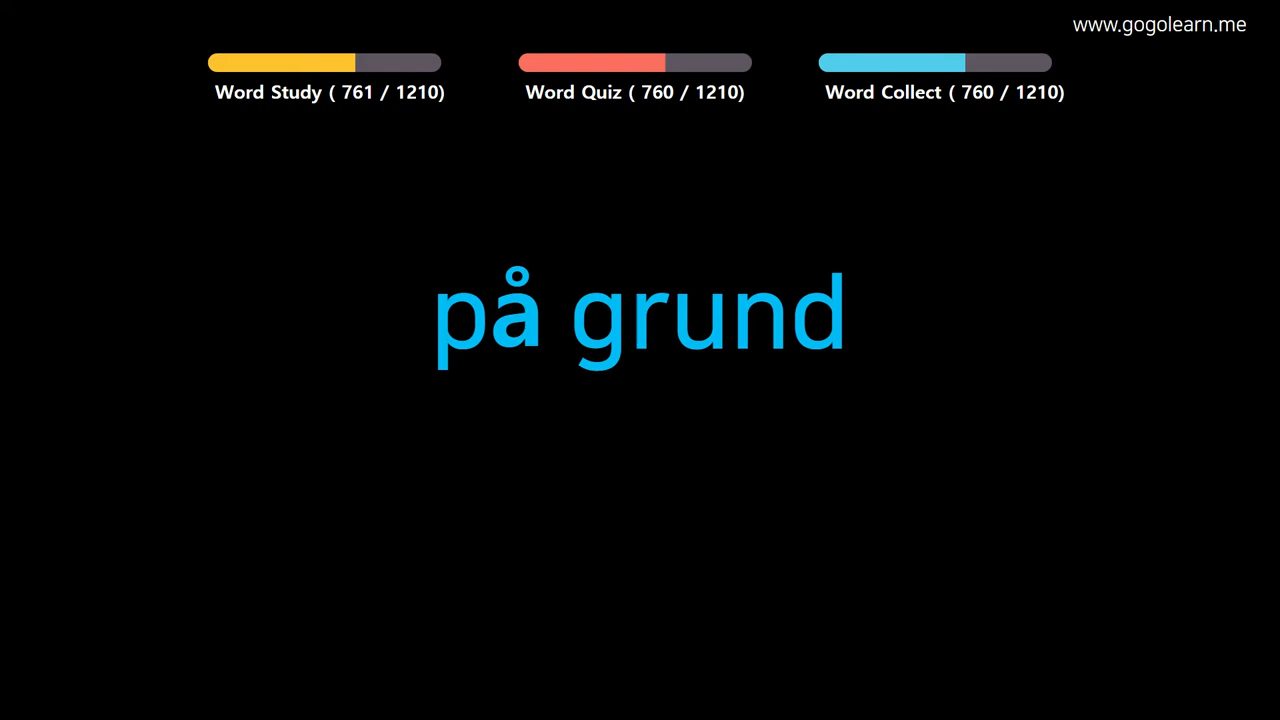 www.gogolearn.me
Word Study ( 761 / 1210)
Word Quiz ( 760 / 1210)
Word Collect ( 760 / 1210)
på grund